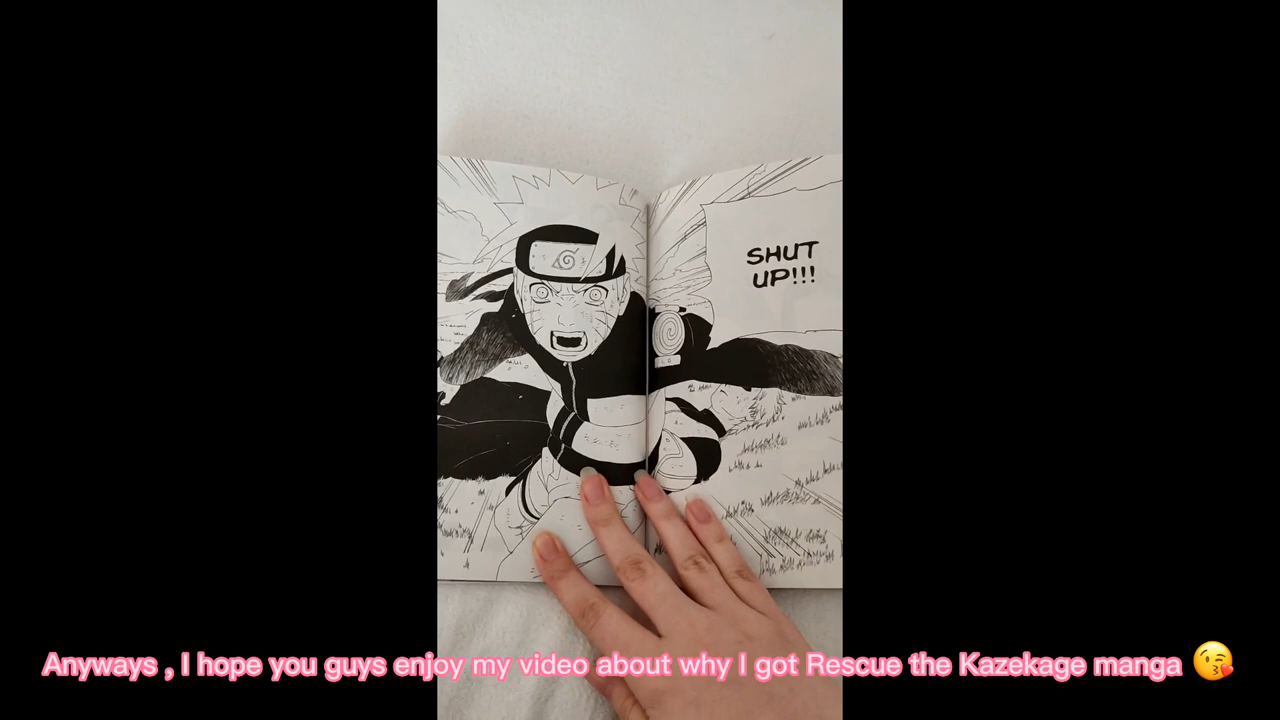 SHUT
UP!!!
Anyways , I hope you guys enjoy my video about why I got Rescue the Kazekage manga 😘